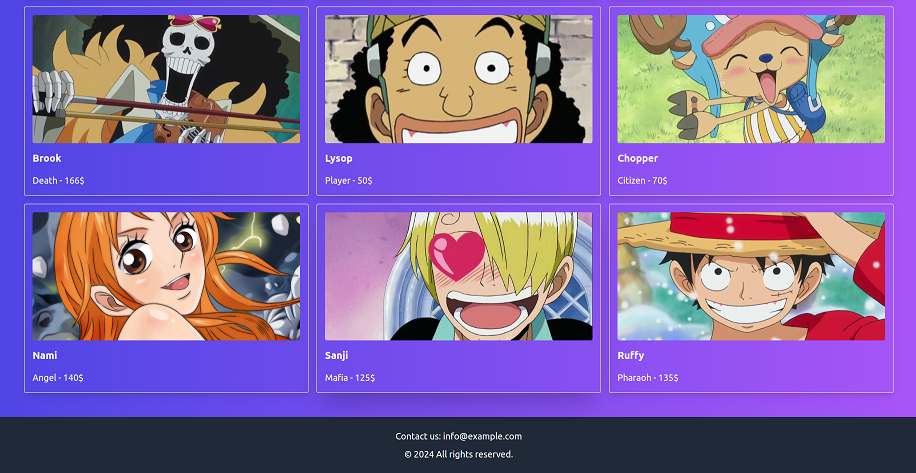 Brook
Death - 166$
Lysop
Player - 50$
Chopper
Citizen - 70$
Nami
Angel - 140$
Sanji
Mafia - 125$
Ruffy
Pharaoh - 135$
Contact us: info@example.com
© 2024 All rights reserved.